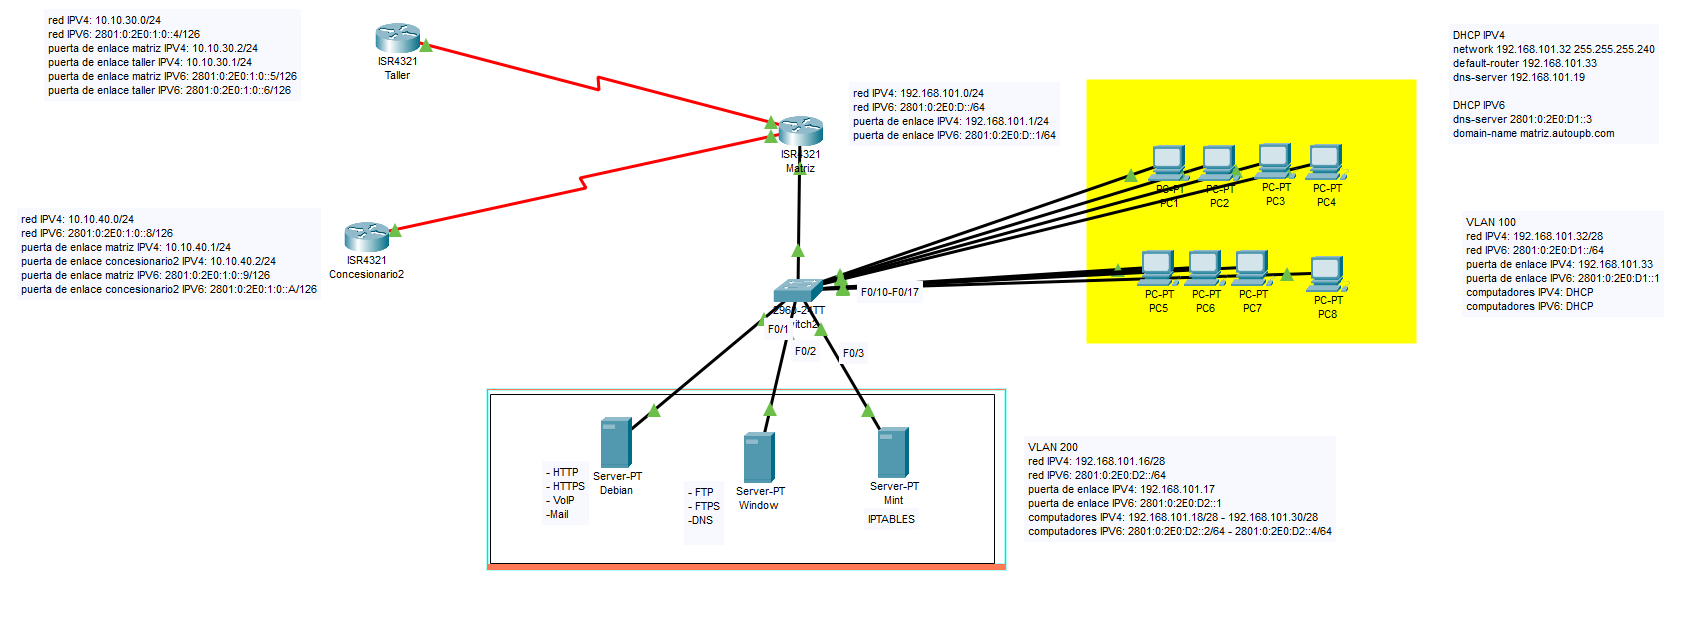 red IPV4: 10.10.30.0/24
red IPV6: 2801:0:2E0:1:0::4/126
puerta de enlace matriz IPV4: 10.10.30.2/24
puerta de enlace taller IPV4: 10.10.30.1/24
puerta de enlace matriz IPV6: 2801:0:2E0:1:0::5/126
puerta de enlace taller IPV6: 2801:0:2E0:1:0::6/126
ISR4321
Taller
DHCP IPV4
network 192.168.101.32 255.255.255.240
default-router 192.168.101.33
dns-server 192.168.101.19
DHCP IPV6
dns-server 2801:0:2E0:D1::3
domain-name matriz.autoupb.com
red IPV4: 192.168.101.0/24
red IPV6: 2801:0:2E0:D::/64
puerta de enlace IPV4: 192.168.101.1/24
puerta de enlace IPV6: 2801:0:2E0:D::1/64
ISR4321
Matriz
PC-PT
PC1
PC-PT
PC2
PC-PT
PC3
PC-PT
PC4
red IPV4: 10.10.40.0/24
red IPV6: 2801:0:2E0:1:0::8/126
puerta de enlace matriz IPV4: 10.10.40.1/24
puerta de enlace concesionario2 IPV4: 10.10.40.2/24
puerta de enlace matriz IPV6: 2801:0:2E0:1:0::9/126
puerta de enlace concesionario2 IPV6: 2801:0:2E0:1:0::A/126
ISR4321
Concesionario2
VLAN 100
red IPV4: 192.168.101.32/28
red IPV6: 2801:0:2E0:D1::/64
puerta de enlace IPV4: 192.168.101.33
puerta de enlace IPV6: 2801:0:2E0:D1::1
computadores IPV4: DHCP
computadores IPV6: DHCP
F0/10-F0/17
PC-PT
PC5
PC-PT
PC6
PC-PT
PC7
PC-PT
PC8
2960-24TT
F0/1
F0/2
F0/3
- HTTP
- HTTPS
- VoIP
-Mail
Server-PT
Debian
- FTP
- FTPS
-DNS
Server-PT
Window
Server-PT
Mint
IPTABLES
VLAN 200
red IPV4: 192.168.101.16/28
red IPV6: 2801:0:2E0:D2::/64
puerta de enlace IPV4: 192.168.101.17
puerta de enlace IPV6: 2801:0:2E0:D2::1
computadores IPV4: 192.168.101.18/28 - 192.168.101.30/28
computadores IPV6: 2801:0:2E0:D2::2/64 - 2801:0:2E0:D2::4/64